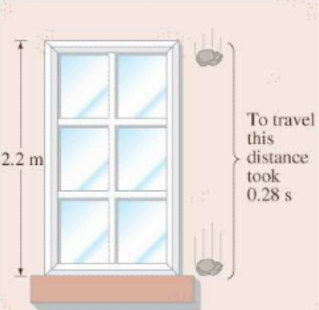 2.2 m
To travel
this
distance
took
0.28 s